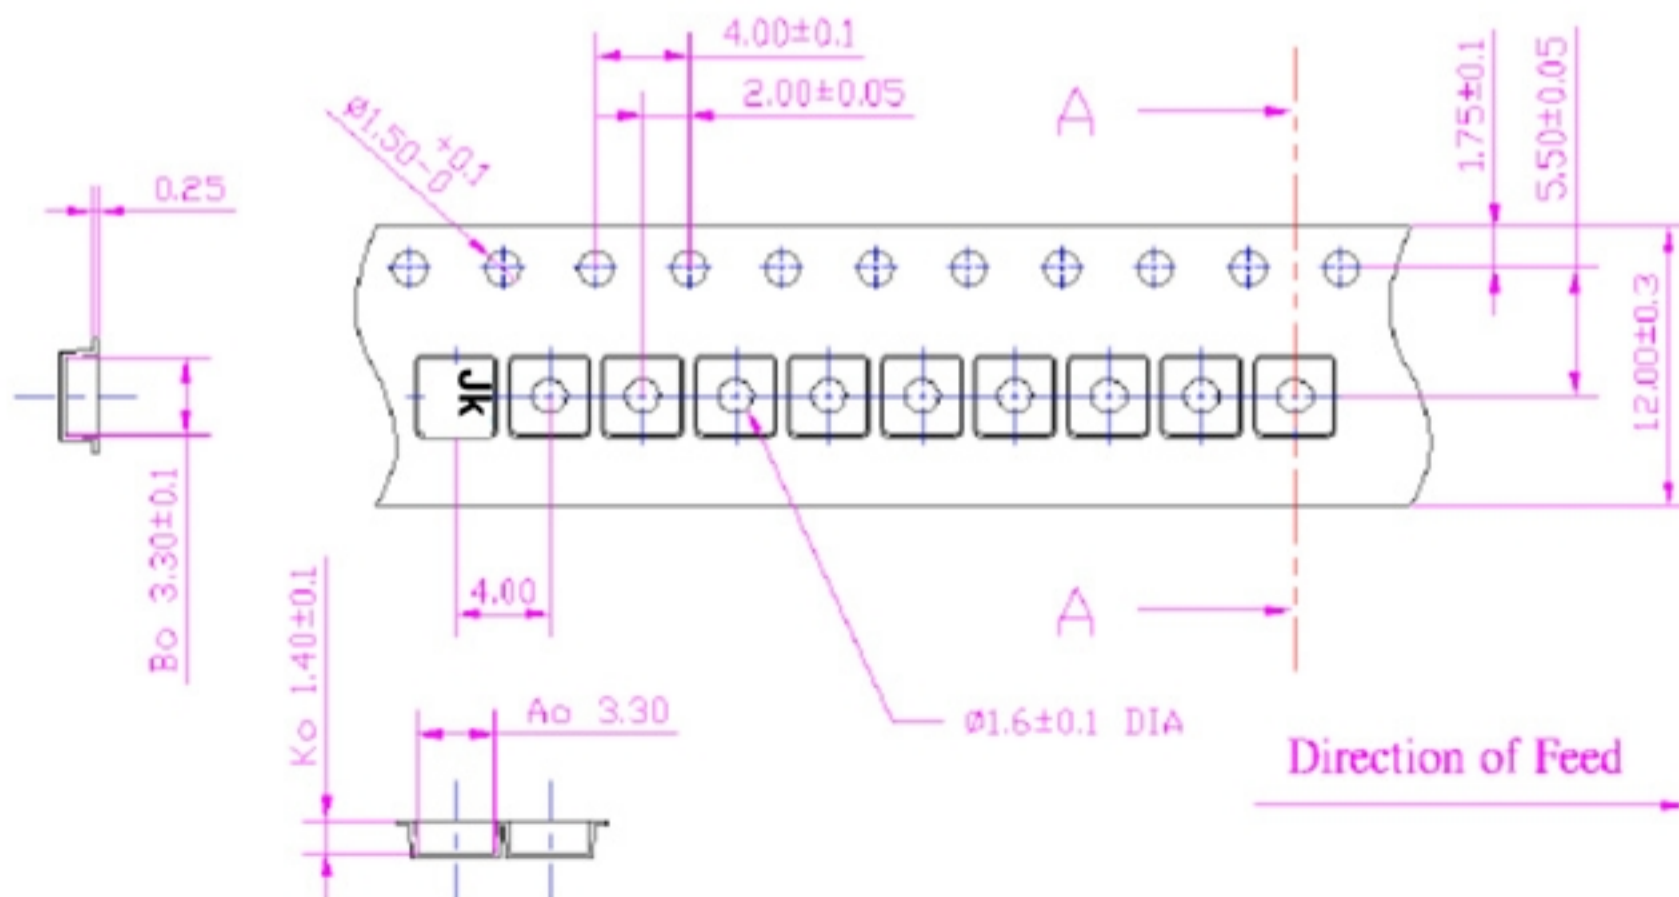 4.00±0.1
2.00±0.05
Ø1.50 +0.1
-0
A
1.75±0.1
5.50±0.05
0.25
12.00±0.3
Jk
Bo 3.30±0.1
4.00
A
Ko 1.40±0.1
Ao 3.30
Ø1.6±0.1 DIA
Direction of Feed